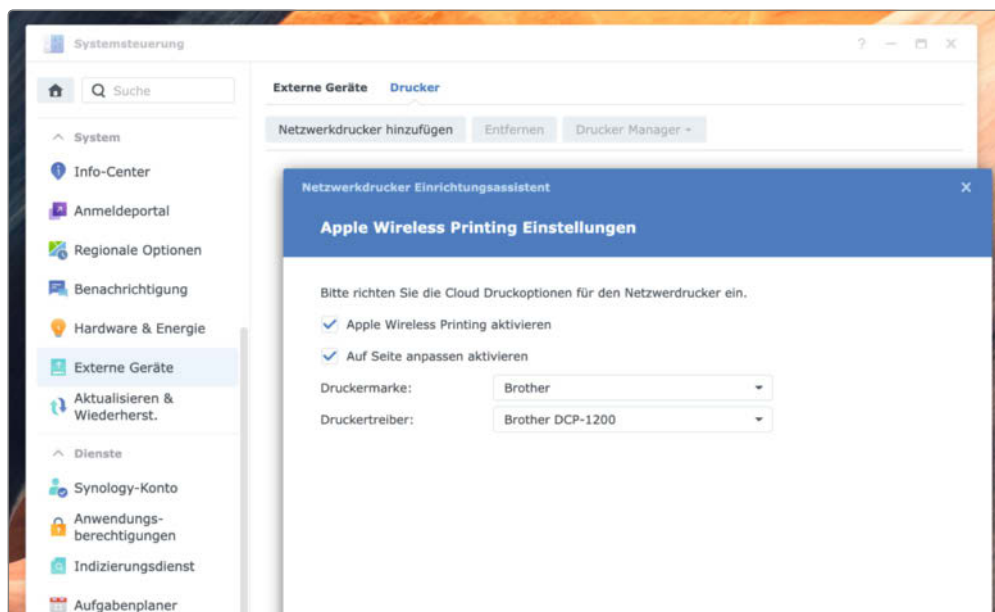 Systemsteuerung
Suche
System
Info-Center
Anmeldeportal
Regionale Optionen
Benachrichtigung
Hardware & Energie
Externe Geräte
Aktualisieren &
Wiederherst.
Dienste
Synology-Konto
Anwendungs-
berechtigungen
Indizierungsdienst
Aufgabenplaner
Externe Geräte Drucker
Netzwerkdrucker hinzufügen Entfernen Drucker Manager
Netzwerkdrucker Einrichtungsassistent
Apple Wireless Printing Einstellungen
Bitte richten Sie die Cloud Druckoptionen für den Netzwerdrucker ein.
Apple Wireless Printing aktivieren
Auf Seite anpassen aktivieren
Druckermarke: Brother
Druckertreiber: Brother DCP-1200